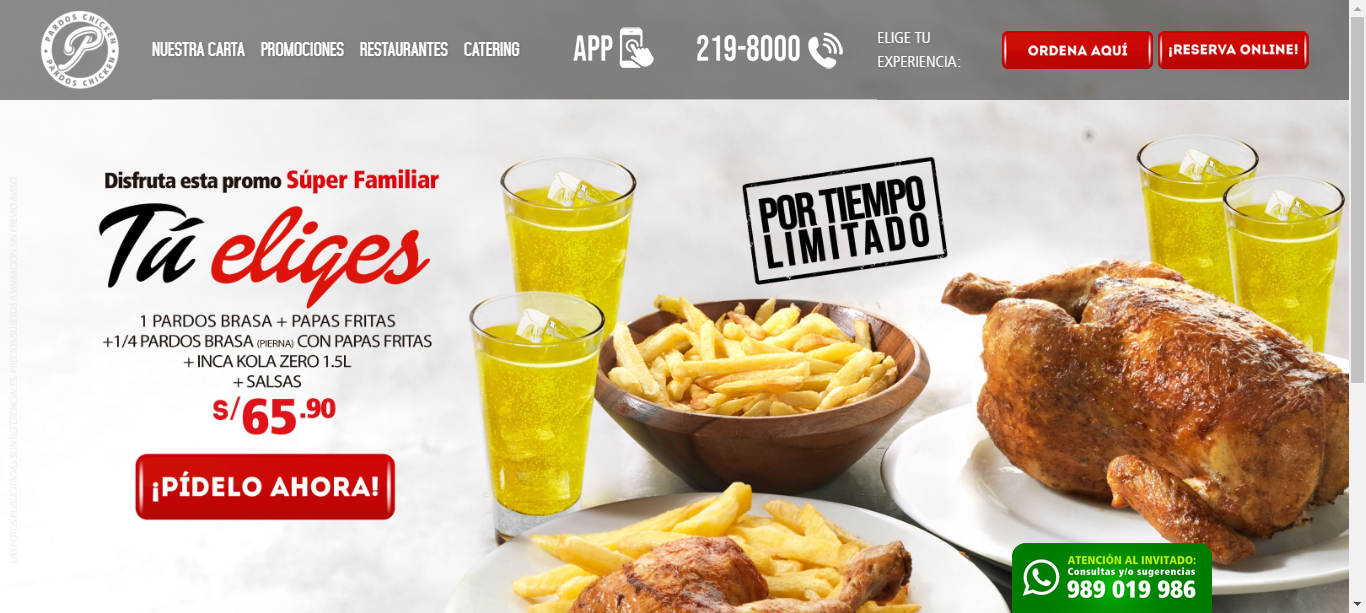 PARDOS CHICKEN
PARDOS CHICKEN
NUESTRA CARTA
PROMOCIONES
RESTAURANTES
CATERING
APP
219-8000
ELIGE TU
EXPERIENCIA:
ORDENA AQUÍ
¡RESERVA ONLINE!
Disfruta esta promo Súper Familiar
Tú eliges
1 PARDOS BRASA + PAPAS FRITAS
+1/4 PARDOS BRASA (PIERNA) CON PAPAS FRITAS
+ INCA KOLA ZERO 1.5L
+ SALSAS
S/65.90
¡PÍDELO AHORA!
POR TIEMPO
LIMITADO
ATENCIÓN AL INVITADO:
Consultas y/o sugerencias
989 019 986